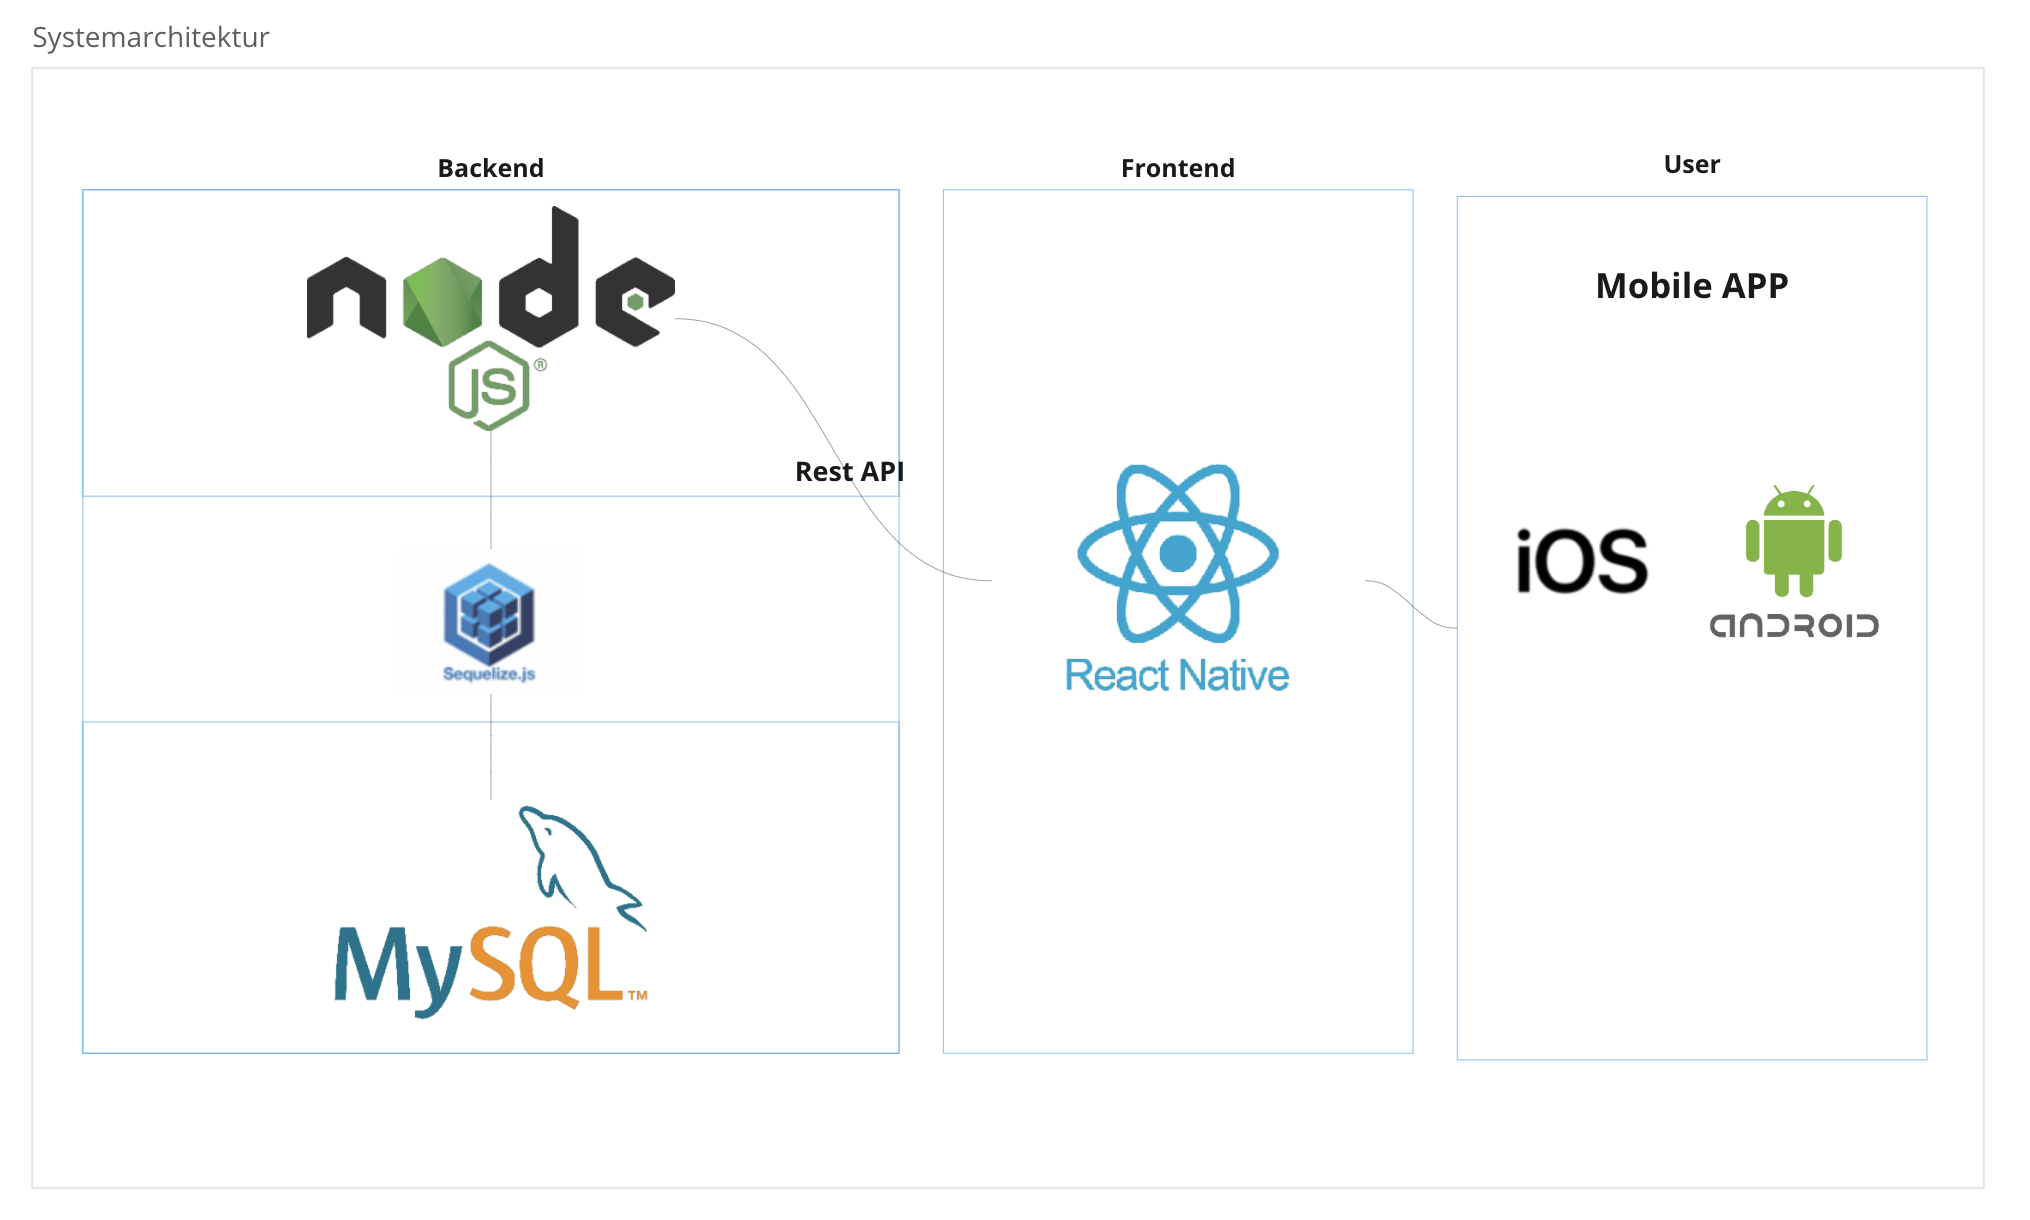 Systemarchitektur
Backend
Frontend
User
node
JS®
Rest API
Sequelize.js
MySQL™
React Native
Mobile APP
iOS
ANDROID